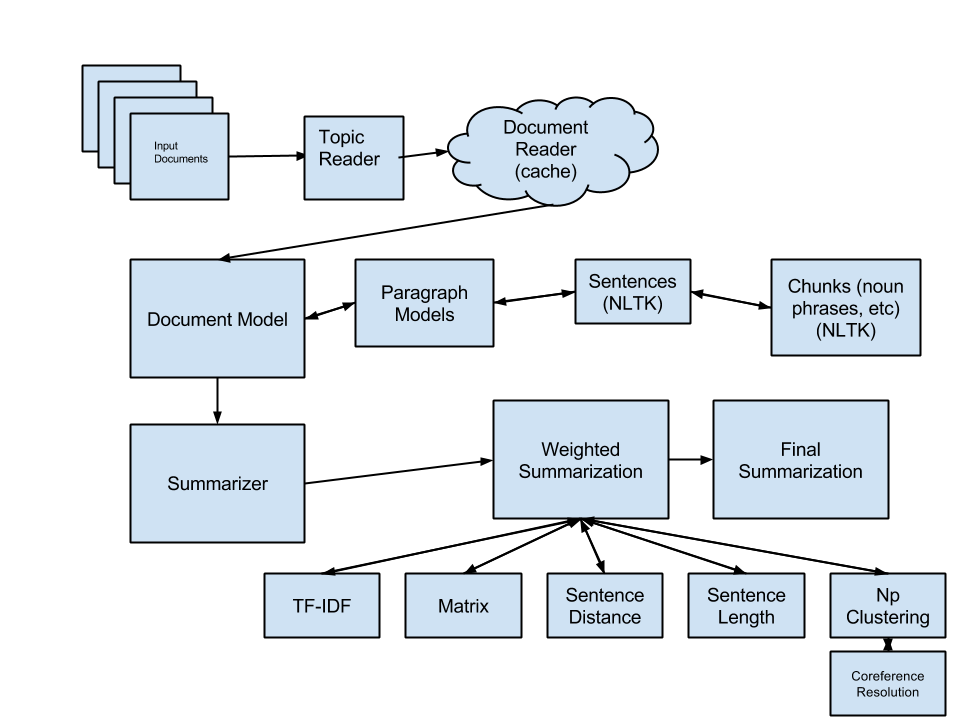 Input
Documents
Topic
Reader
Document
Reader
(cache)
Document Model
Paragraph
Models
Sentences
(NLTK)
Chunks (noun
phrases, etc)
(NLTK)
Summarizer
Weighted
Summarization
Final
Summarization
TF-IDF
Matrix
Sentence
Distance
Sentence
Length
Np
Clustering
Coreference
Resolution